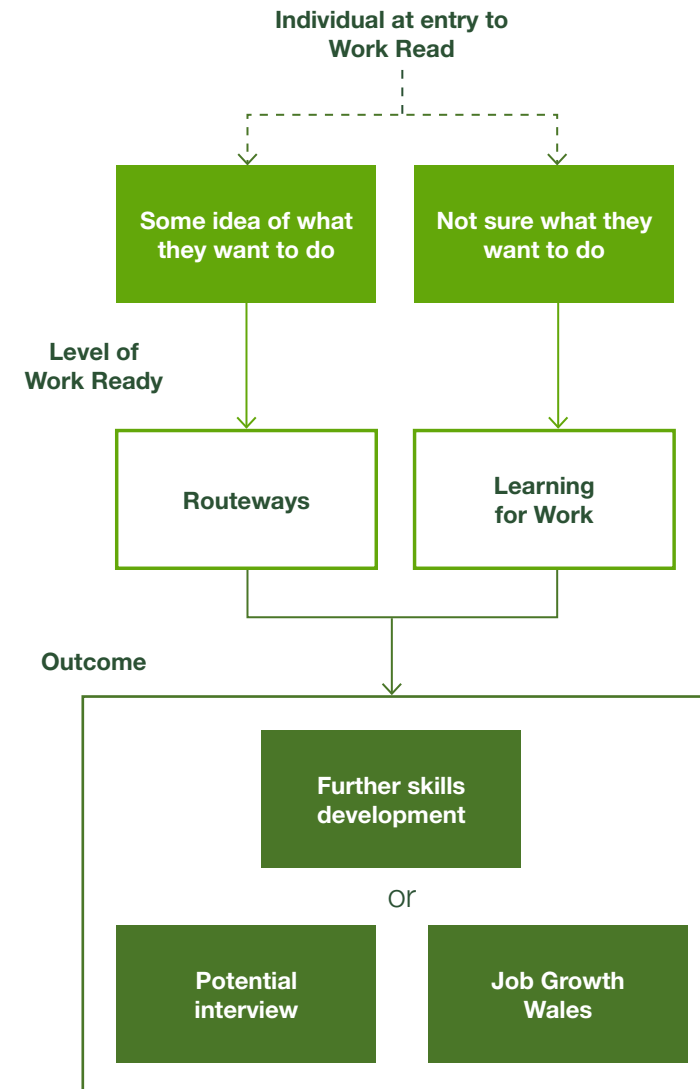 Individual at entry to
Work Read
Some idea of what
they want to do
Not sure what they
want to do
Level of
Work Ready
Routeways
Learning
for Work
Outcome
Further skills
development
or
Potential
interview
Job Growth
Wales